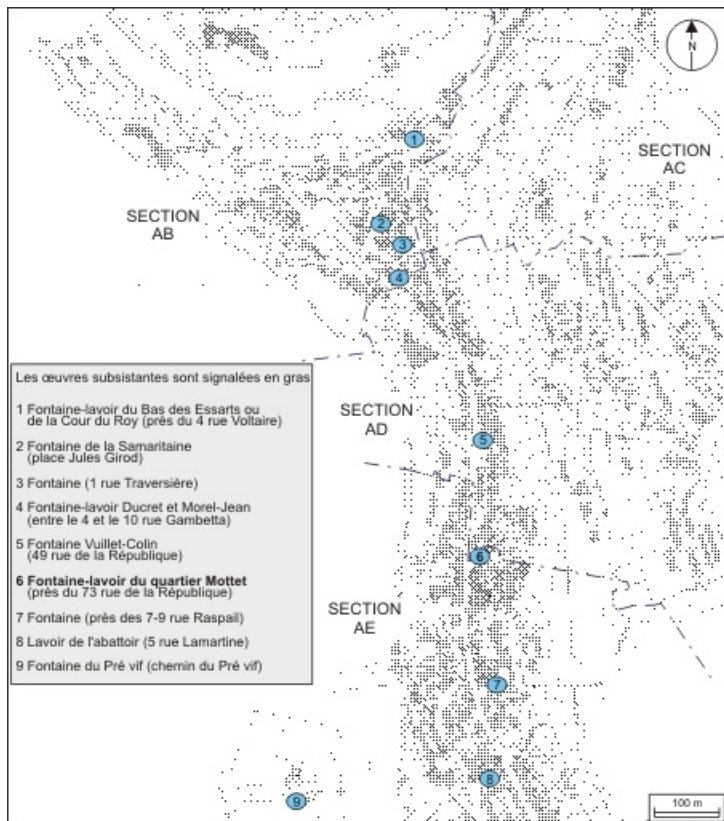 N
1
SECTION
AC
SECTION
AB
2
3
4
Les œuvres subsistantes sont signalées en gras
1 Fontaine-lavoir du Bas des Essarts ou
de la Cour du Roy (près du 4 rue Voltaire)
2 Fontaine de la Samaritaine
(place Jules Girod)
3 Fontaine (1 rue Traversière)
4 Fontaine-lavoir Ducret et Morel-Jean
(entre le 4 et le 10 rue Gambetta)
5 Fontaine Vuillet-Colin
(49 rue de la République)
6 Fontaine-lavoir du quartier Mottet
(près du 73 rue de la République)
7 Fontaine (près des 7-9 rue Raspail)
8 Lavoir de l'abattoir (5 rue Lamartine)
9 Fontaine du Pré vif (chemin du Pré vif)
SECTION
AD
5
6
SECTION
AE
7
8
9
100 m